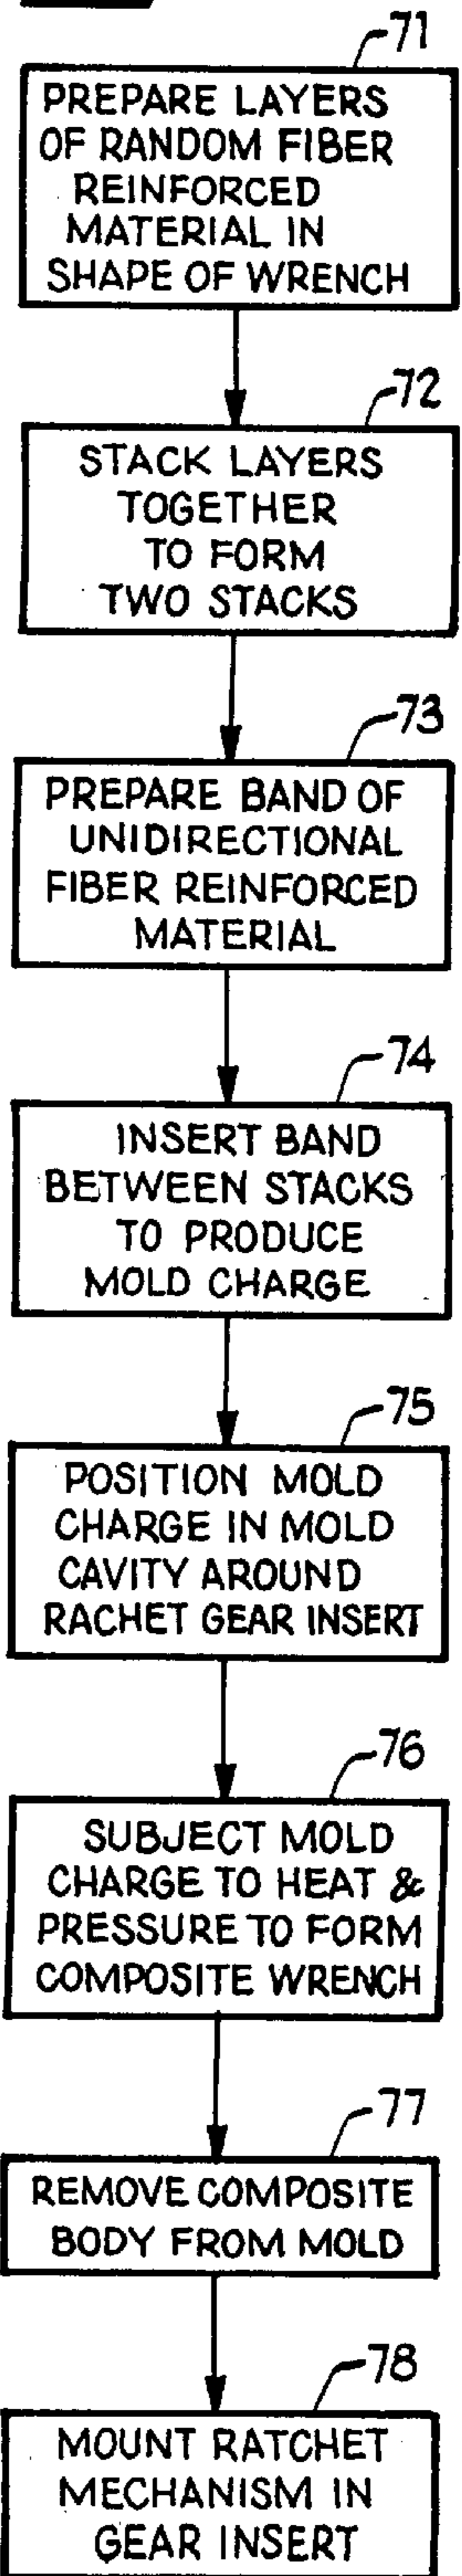 71
PREPARE LAYERS
OF RANDOM FIBER
REINFORCED
MATERIAL IN
SHAPE OF WRENCH
72
STACK LAYERS
TOGETHER
TO FORM
TWO STACKS
73
PREPARE BAND OF
UNIDIRECTIONAL
FIBER REINFORCED
MATERIAL
74
INSERT BAND
BETWEEN STACKS
TO PRODUCE
MOLD CHARGE
75
POSITION MOLD
CHARGE IN MOLD
CAVITY AROUND
RACHET GEAR INSERT
76
SUBJECT MOLD
CHARGE TO HEAT &
PRESSURE TO FORM
COMPOSITE WRENCH
77
REMOVE COMPOSITE
BODY FROM MOLD
78
MOUNT RATCHET
MECHANISM IN
GEAR INSERT